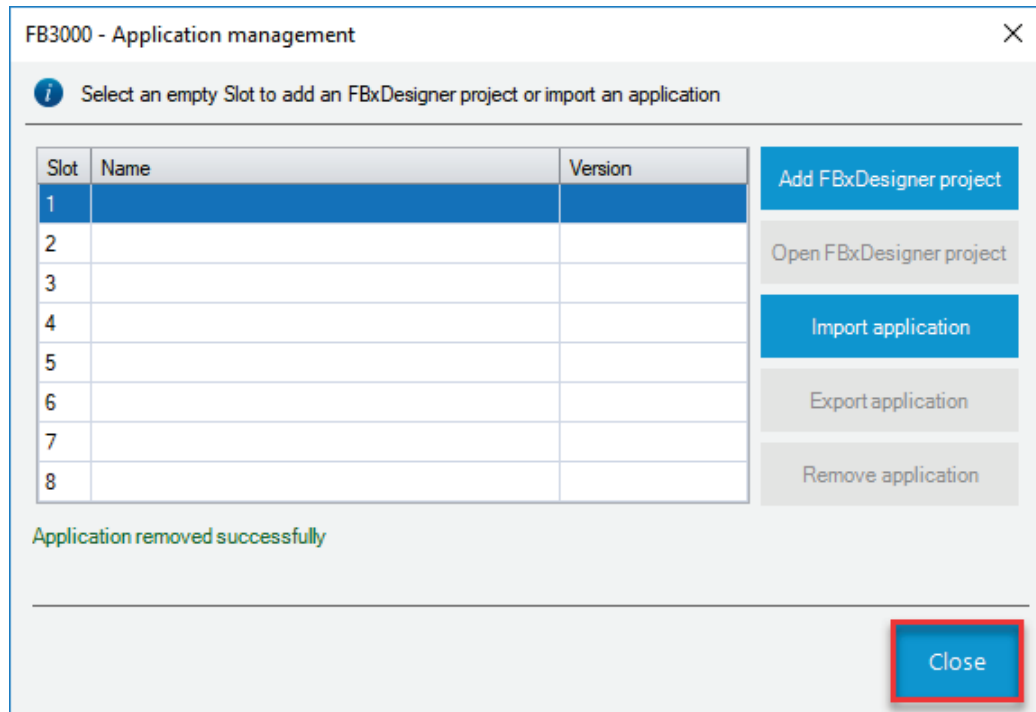 FB3000 - Application management
Select an empty Slot to add an FBxDesigner project or import an application
Slot Name Version
1
2
3
4
5
6
7
8
Add FBxDesigner project
Open FBxDesigner project
Import application
Export application
Remove application
Application removed successfully
Close